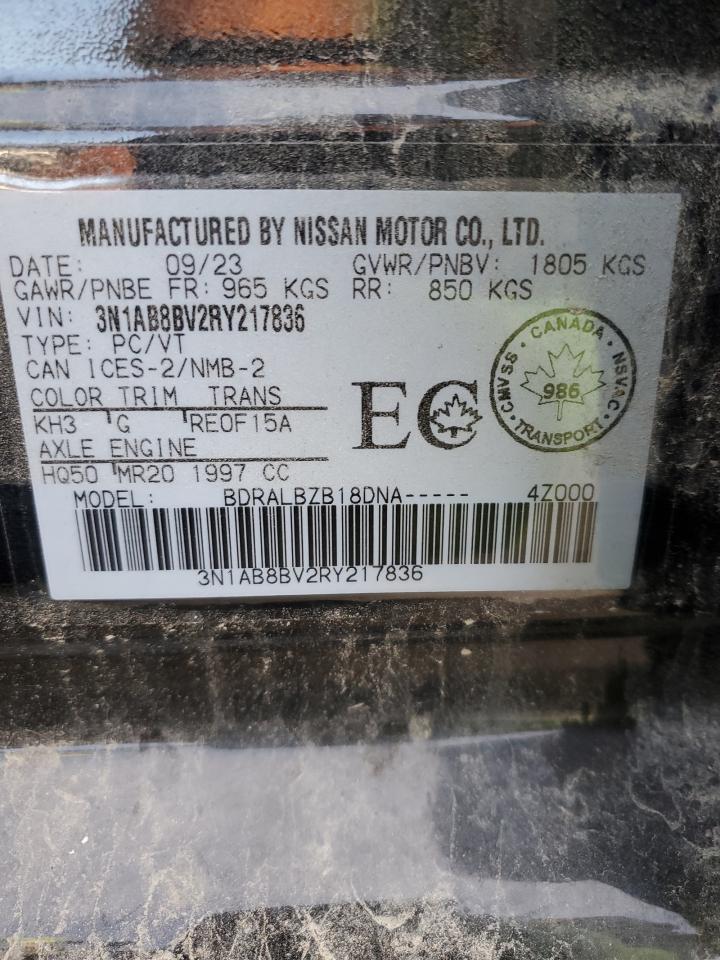 MANUFACTURED BY NISSAN MOTOR CO., LTD.
DATE: 09/23 GVWR/PNBV: 1805 KGS
GAWR/PNBE FR: 965 KGS RR: 850 KGS
VIN: 3N1AB8BV2RY217836
TYPE: PC/VT
CAN ICES-2/NMB-2
COLOR TRIM TRANS
KH3 G RE0F15A
AXLE ENGINE
HQ50 MR20 1997 CC
EC
CANADA
CMVSS 986 NSVAC
TRANSPORT
MODEL: BDRALBZB18DNA----- 4Z000
3N1AB8BV2RY217836